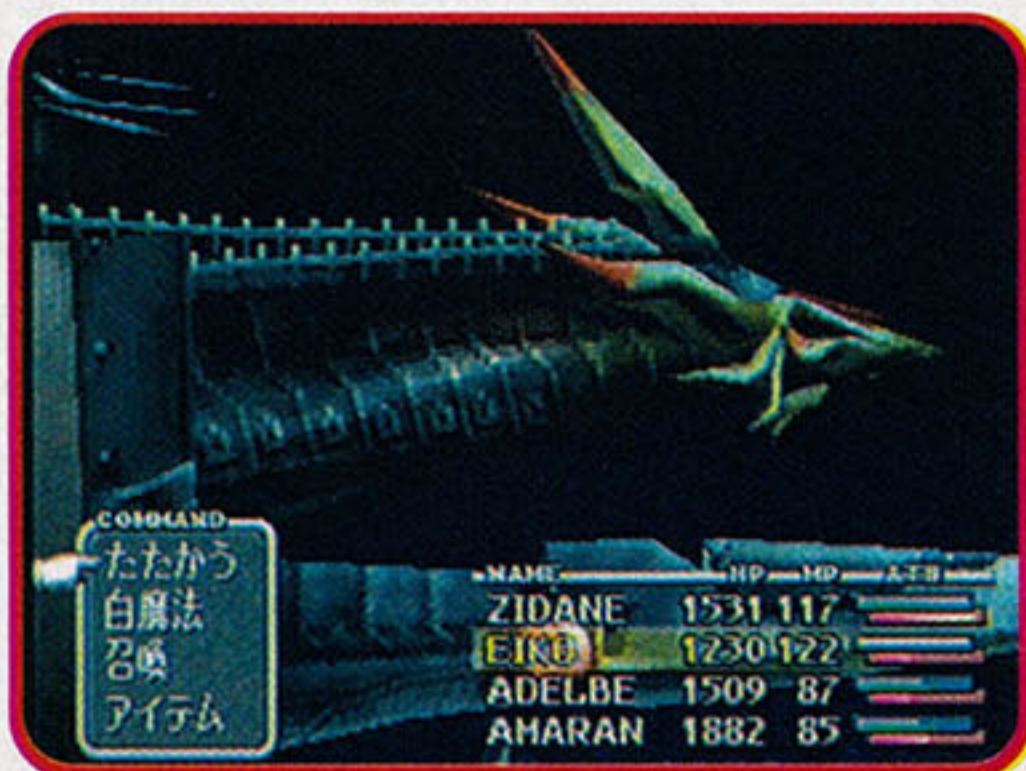 COMMAND
たたかう
白魔法
召喚
アイテム
NAME HP MP ATB
ZIDANE 1531 117
EIKO 1230 122
ADELBE 1509 87
AMARAN 1882 85